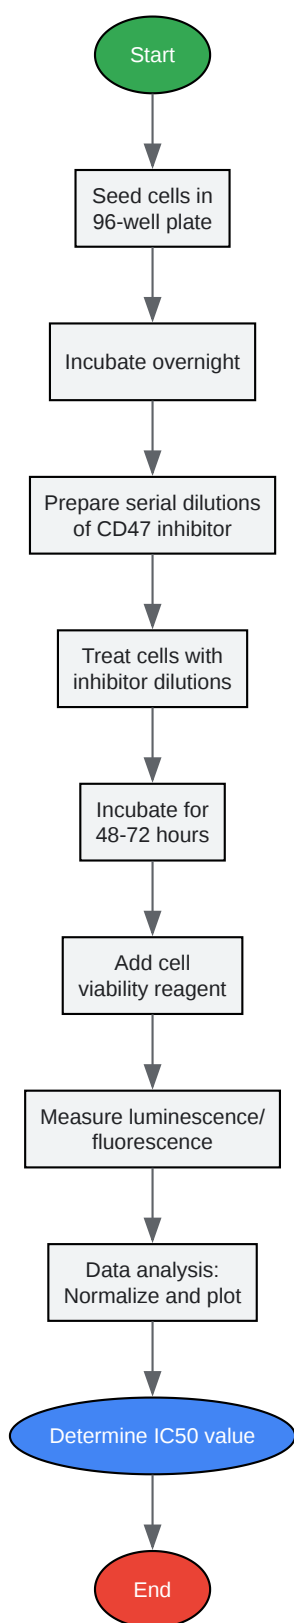 Start
Seed cells in
96-well plate
Incubate overnight
Prepare serial dilutions
of CD47 inhibitor
Treat cells with
inhibitor dilutions
Incubate for
48-72 hours
Add cell
viability reagent
Measure luminescence/
fluorescence
Data analysis:
Normalize and plot
Determine IC50 value
End